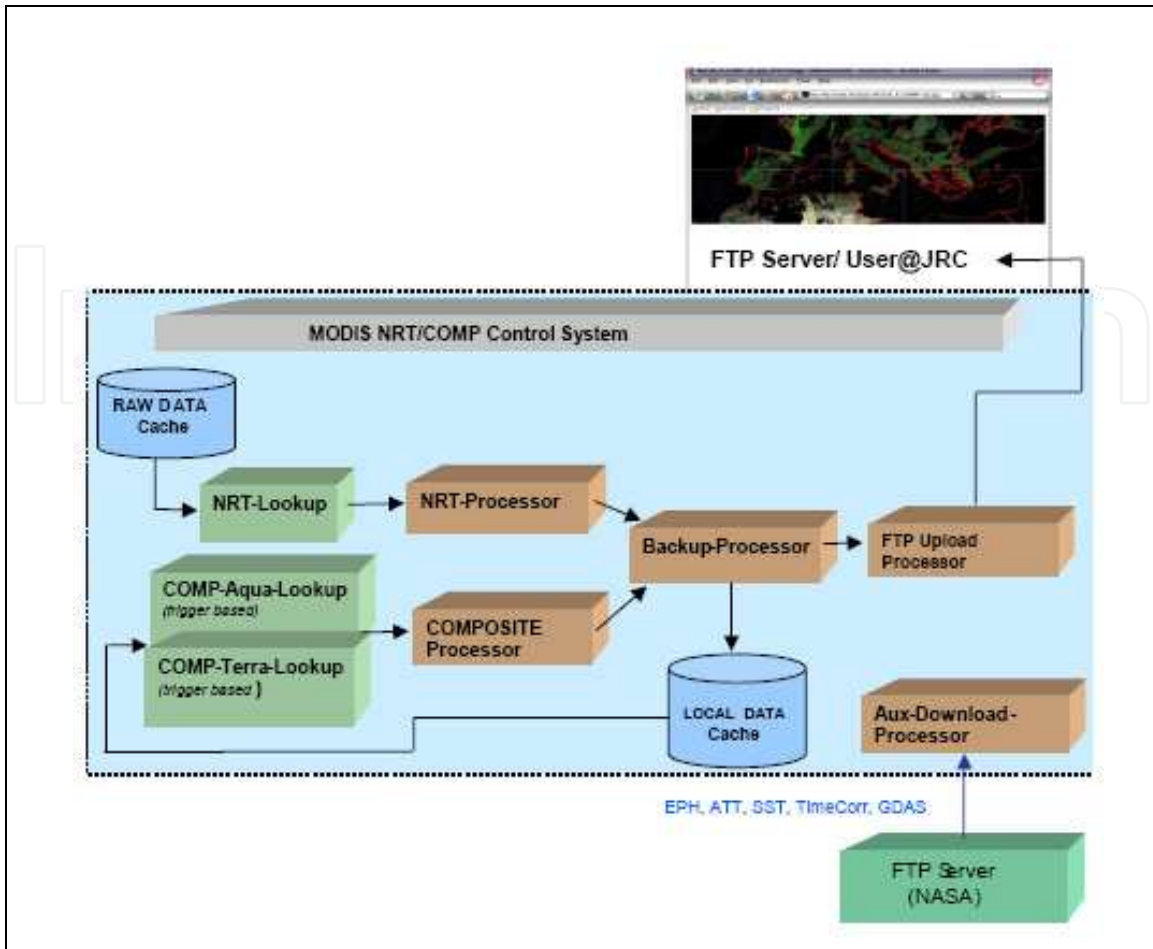 FTP Server/ User@JRC
MODIS NRT/COMP Control System
RAW DATA
Cache
NRT-Lookup
NRT-Processor
Backup-Processor
FTP Upload
Processor
COMP-Aqua-Lookup
(trigger based)
COMP-Terra-Lookup
(trigger based )
COMPOSITE
Processor
LOCAL DATA
Cache
Aux-Download-
Processor
EPH, ATT, SST, TimeCorr, GDAS
FTP Server
(NASA)